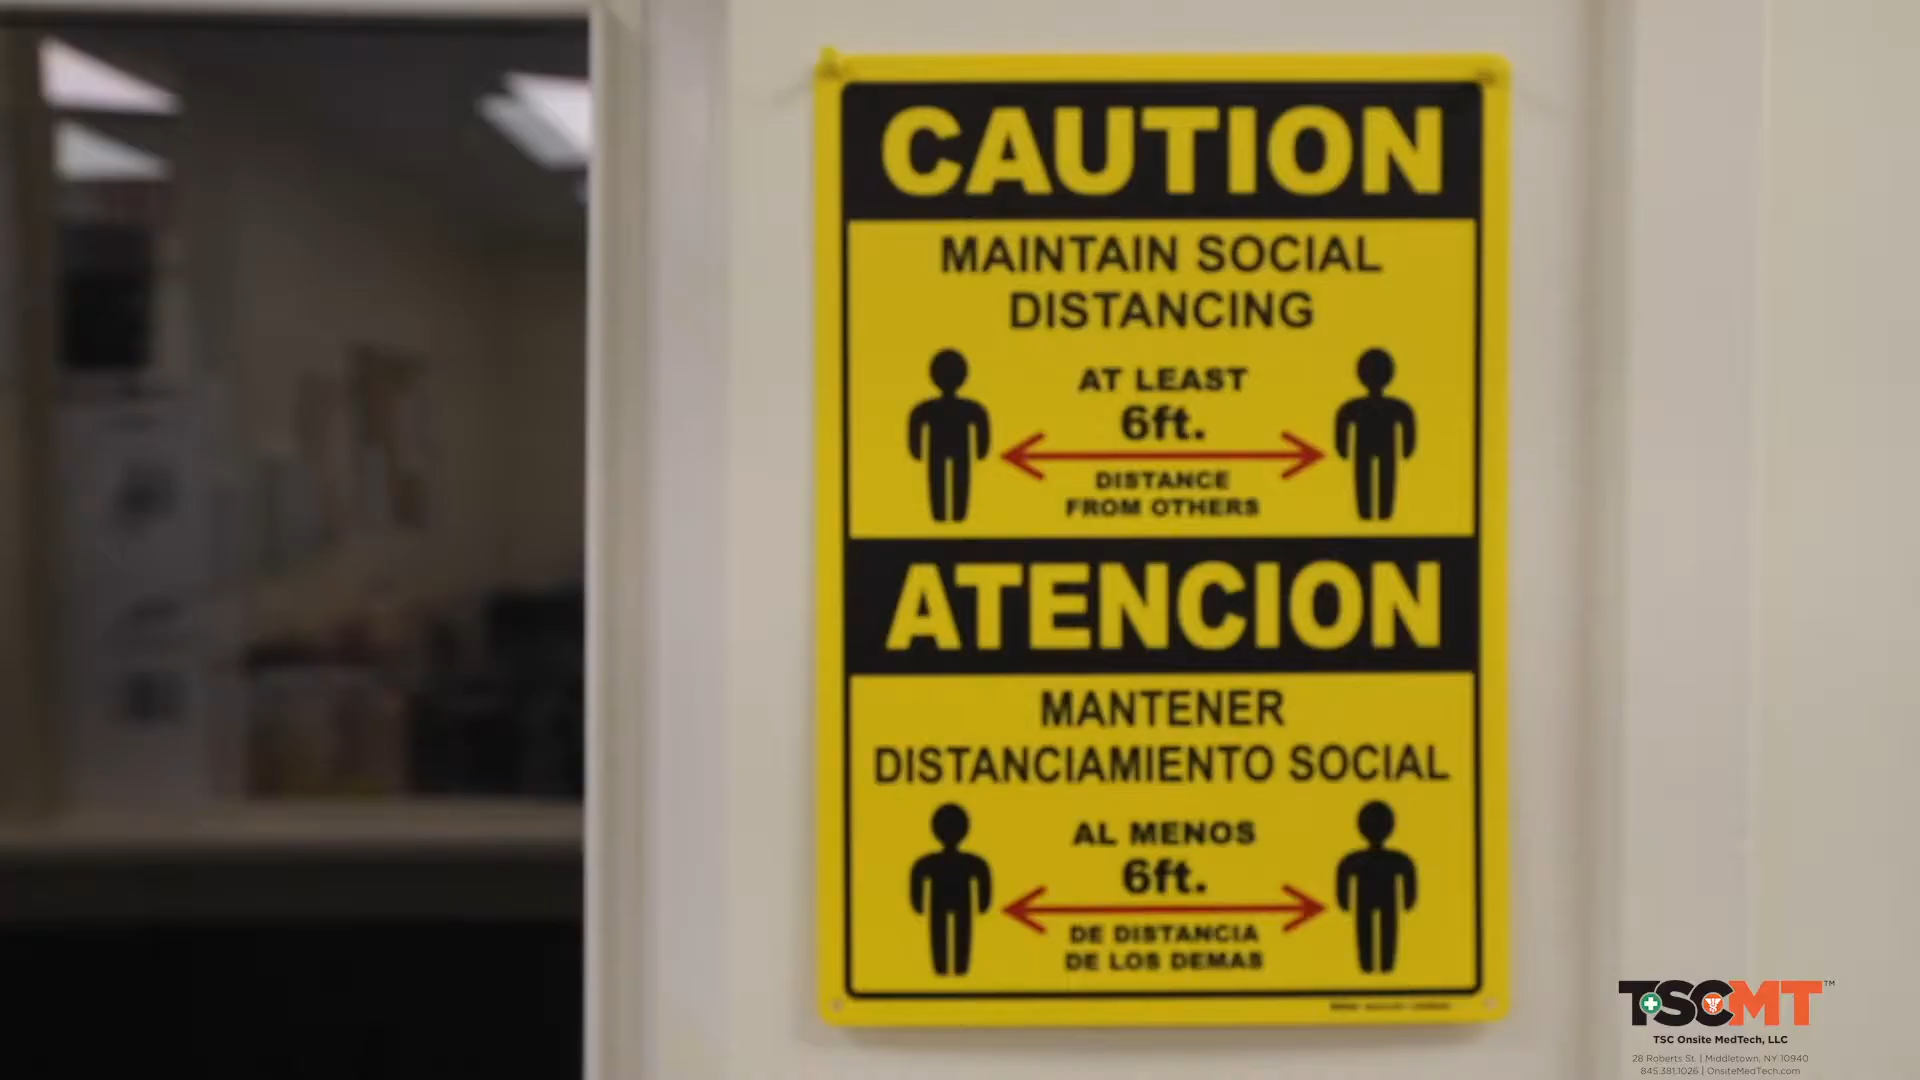 CAUTION
MAINTAIN SOCIAL
DISTANCING
AT LEAST
6ft.
DISTANCE
FROM OTHERS
ATENCION
MANTENER
DISTANCIAMIENTO SOCIAL
AL MENOS
6ft.
DE DISTANCIA
DE LOS DEMAS
TSCMT™
TSC Onsite MedTech, LLC
28 Roberts St. | Middletown, NY 10940
845.381.1026 | OnsiteMedTech.com